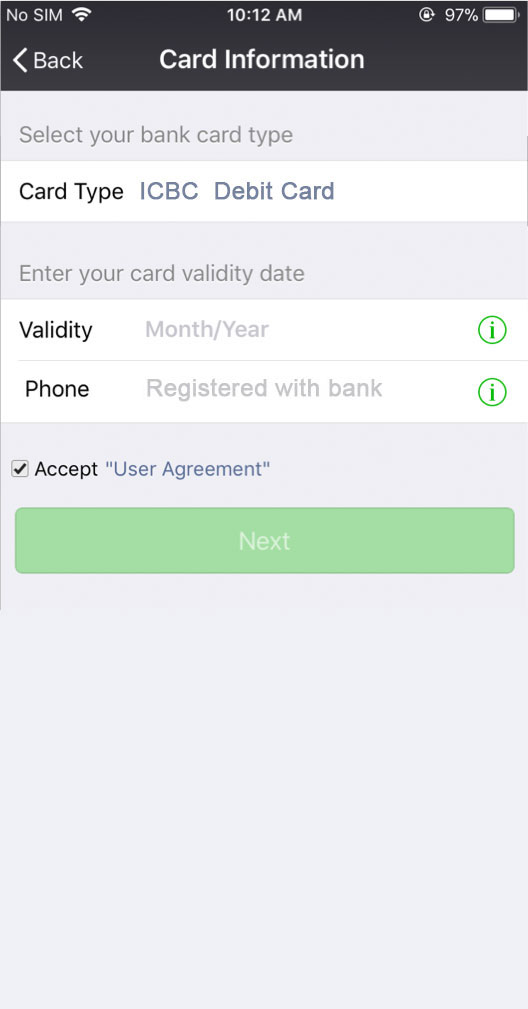 No SIM 10:12 AM 97%
Back Card Information
Select your bank card type
Card Type ICBC Debit Card
Enter your card validity date
Validity Month/Year i
Phone Registered with bank i
Accept "User Agreement"
Next